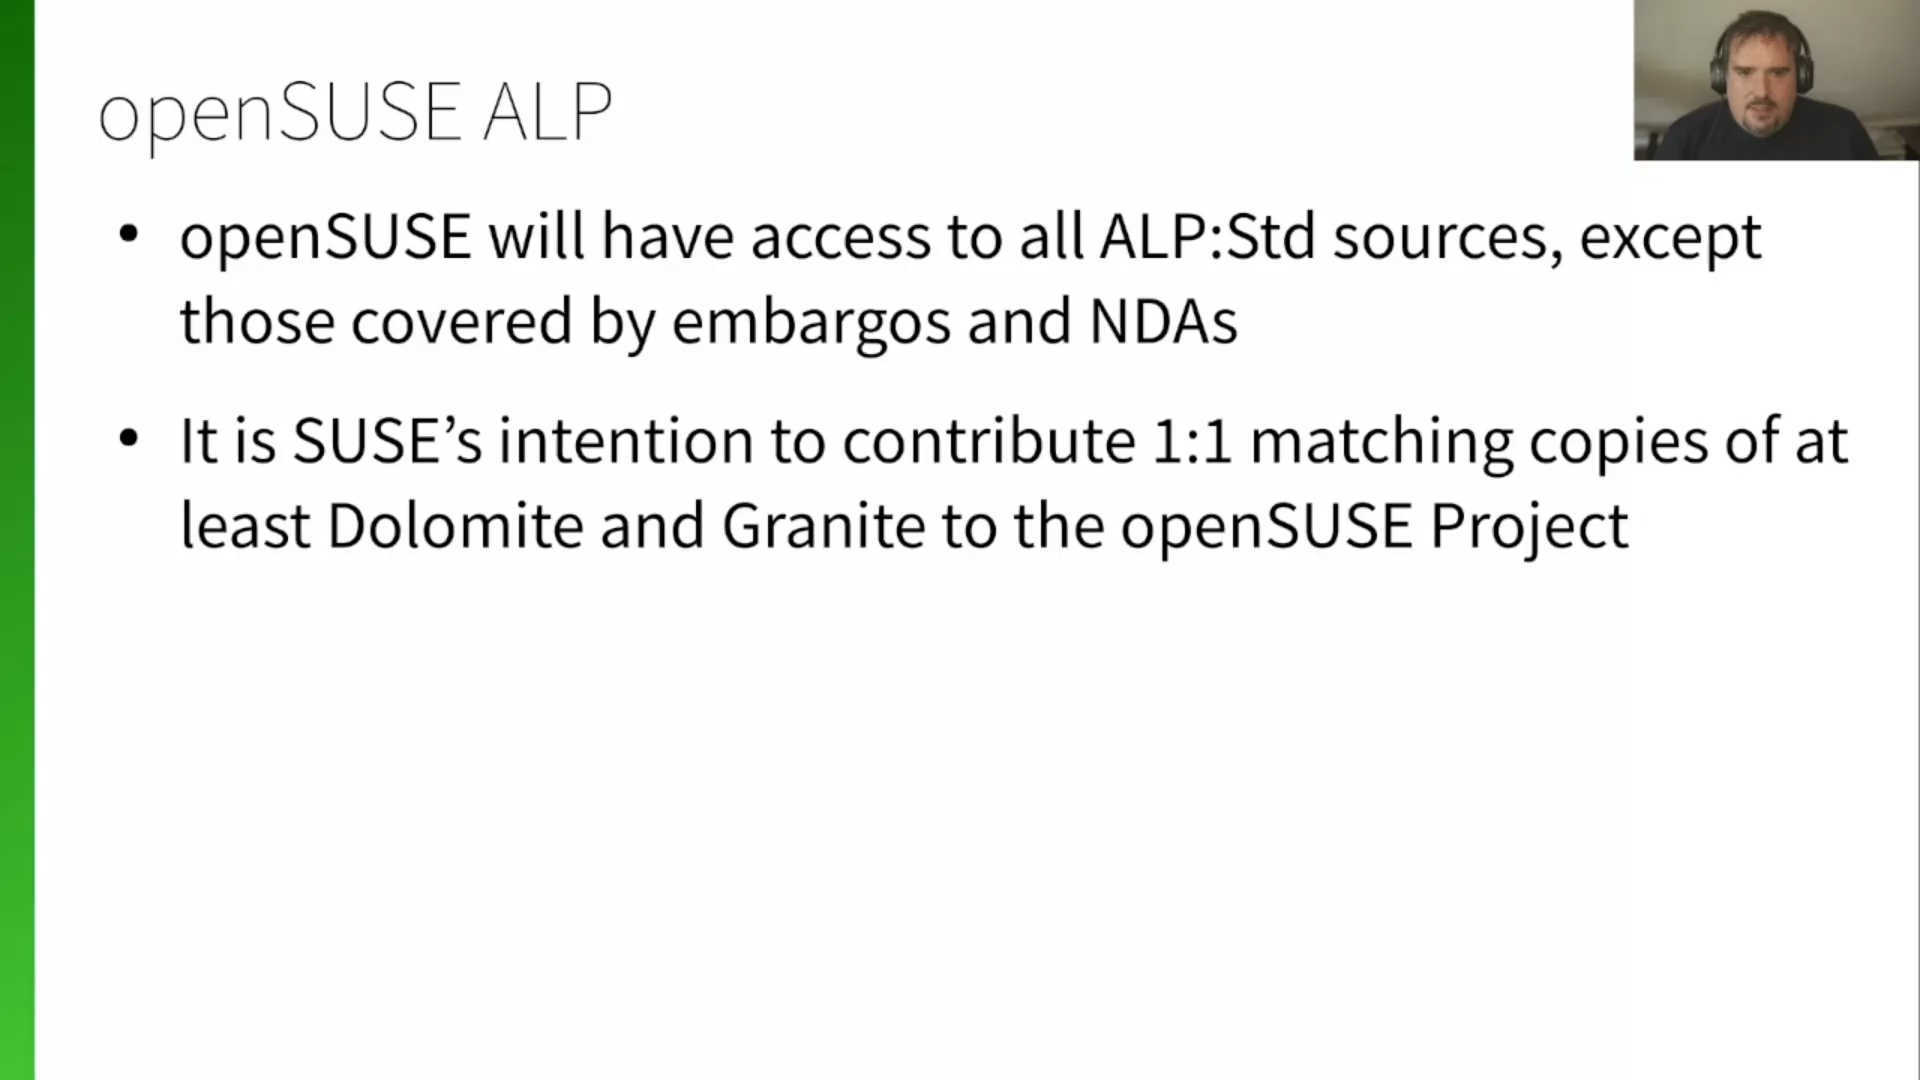 openSUSE ALP
• openSUSE will have access to all ALP:Std sources, except
those covered by embargos and NDAs
• It is SUSE’s intention to contribute 1:1 matching copies of at
least Dolomite and Granite to the openSUSE Project